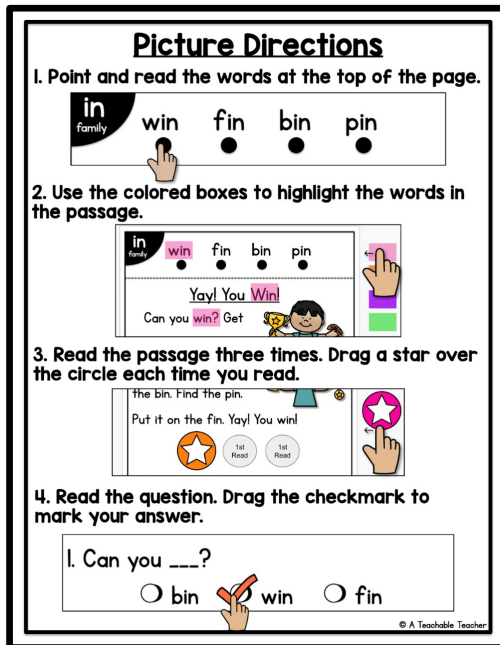 Picture Directions
1. Point and read the words at the top of the page.
in
family
win fin bin pin
2. Use the colored boxes to highlight the words in
the passage.
in
family
win fin bin pin
Yay! You Win!
Can you win? Get
3. Read the passage three times. Drag a star over
the circle each time you read.
the bin. Find the pin.
Put it on the fin. Yay! You win!
1st
Read
1st
Read
4. Read the question. Drag the checkmark to
mark your answer.
1. Can you ___?
bin win fin
© A Teachable Teacher